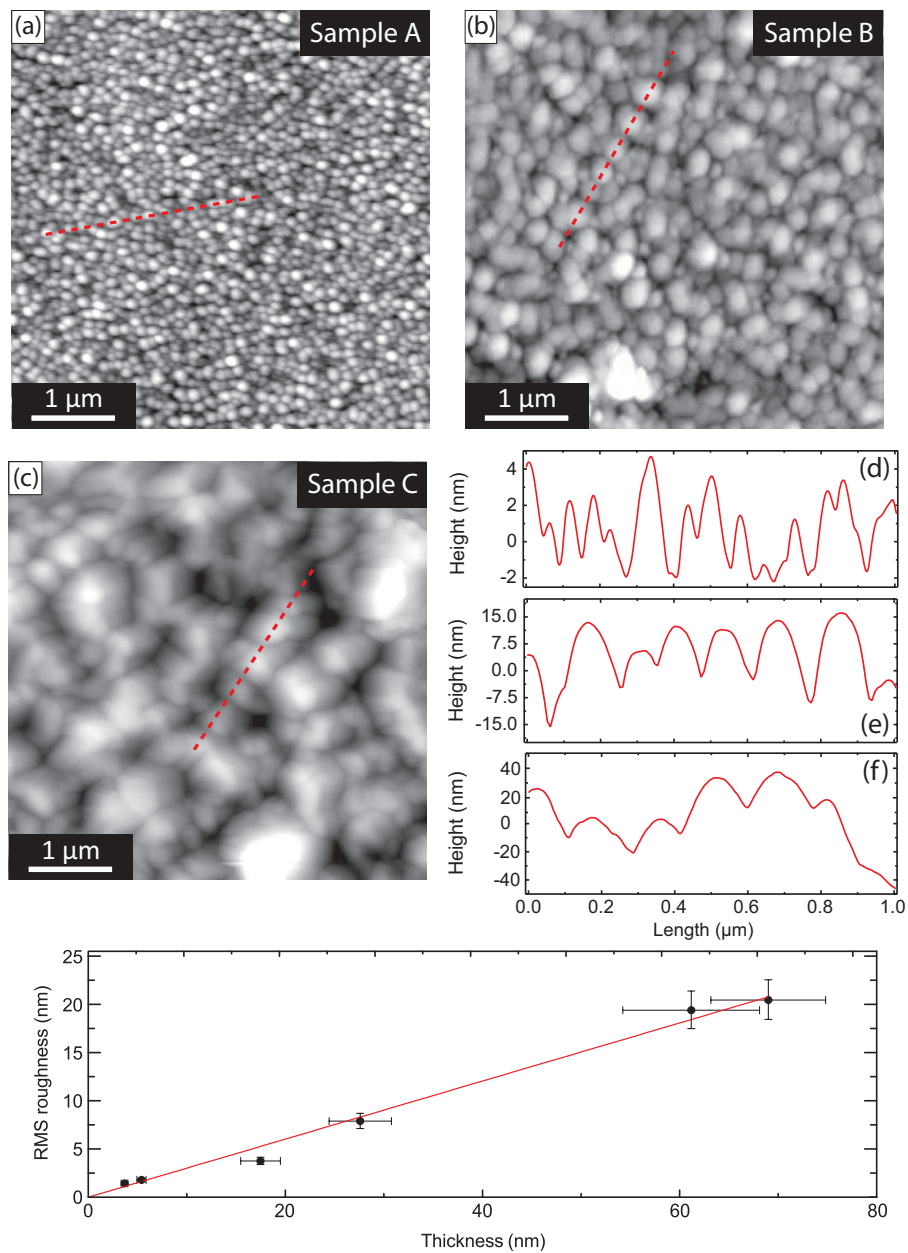 (a) Sample A
1 µm
(b) Sample B
1 µm
(c) Sample C
1 µm
(d)
Height (nm)
4
2
0
-2
(e)
Height (nm)
15.0
7.5
0.0
-7.5
-15.0
(f)
Height (nm)
40
20
0
-20
-40
0.0 0.2 0.4 0.6 0.8 1.0
Length (µm)
RMS roughness (nm)
25
20
15
10
5
0
0 20 40 60 80
Thickness (nm)